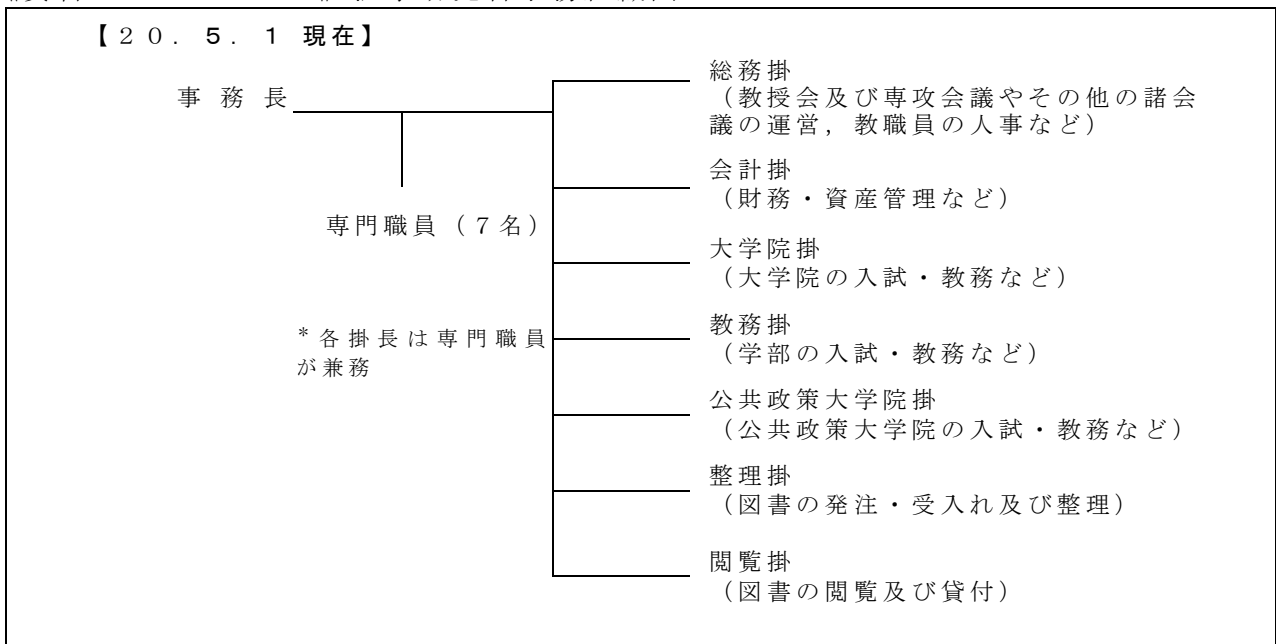 【２０．５．１ 現在】
事務長
専門職員（７名）
*各掛長は専門職員
が兼務
総務掛
（教授会及び専攻会議やその他の諸会
議の運営，教職員の人事など）
会計掛
（財務・資産管理など）
大学院掛
（大学院の入試・教務など）
教務掛
（学部の入試・教務など）
公共政策大学院掛
（公共政策大学院の入試・教務など）
整理掛
（図書の発注・受入れ及び整理）
閲覧掛
（図書の閲覧及び貸付）